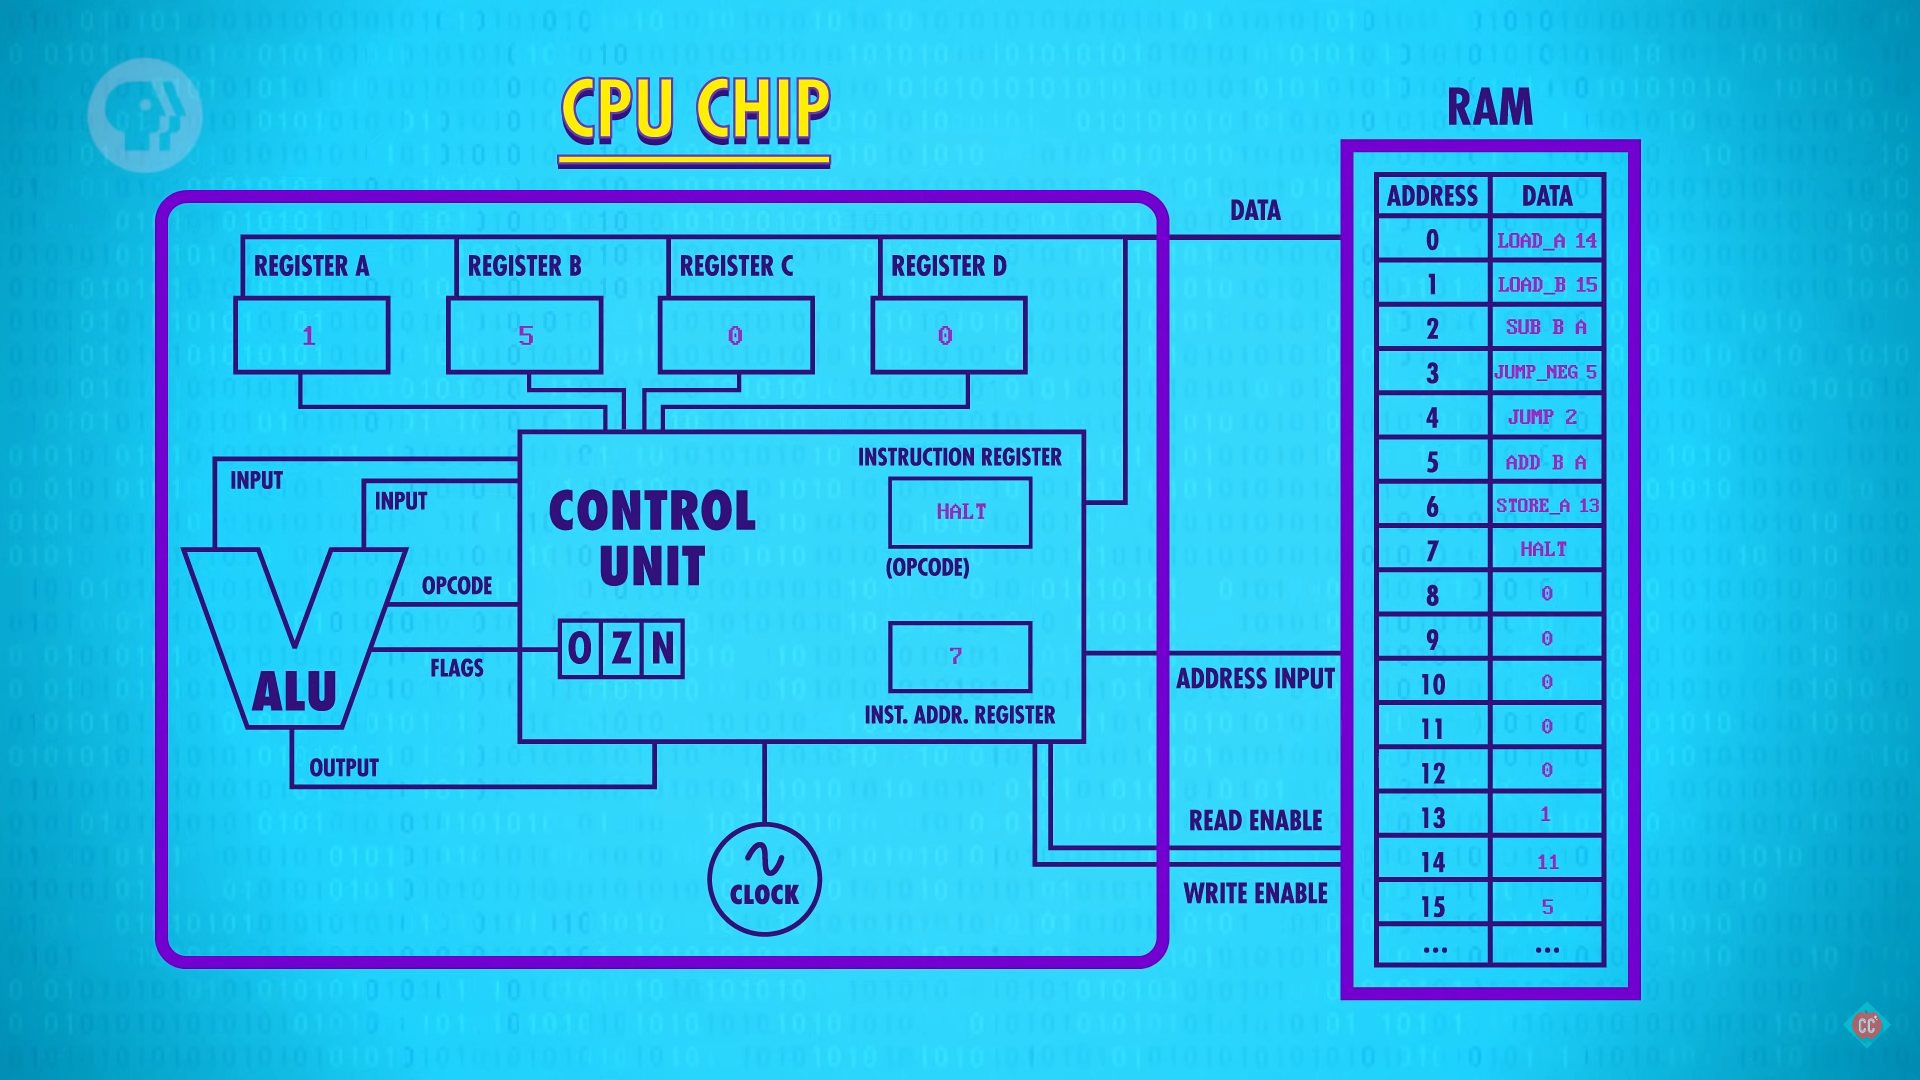 CPU CHIP
RAM
DATA
REGISTER A
REGISTER B
REGISTER C
REGISTER D
1
5
0
0
INPUT
INPUT
CONTROL
UNIT
INSTRUCTION REGISTER
HALT
(OPCODE)
OPCODE
FLAGS
O Z N
7
INST. ADDR. REGISTER
ALU
OUTPUT
CLOCK
ADDRESS INPUT
READ ENABLE
WRITE ENABLE
ADDRESS DATA
0 LOAD_A 14
1 LOAD_B 15
2 SUB B A
3 JUMP_NEG 5
4 JUMP 2
5 ADD B A
6 STORE_A 13
7 HALT
8 0
9 0
10 0
11 0
12 0
13 1
14 11
15 5
... ...
CC